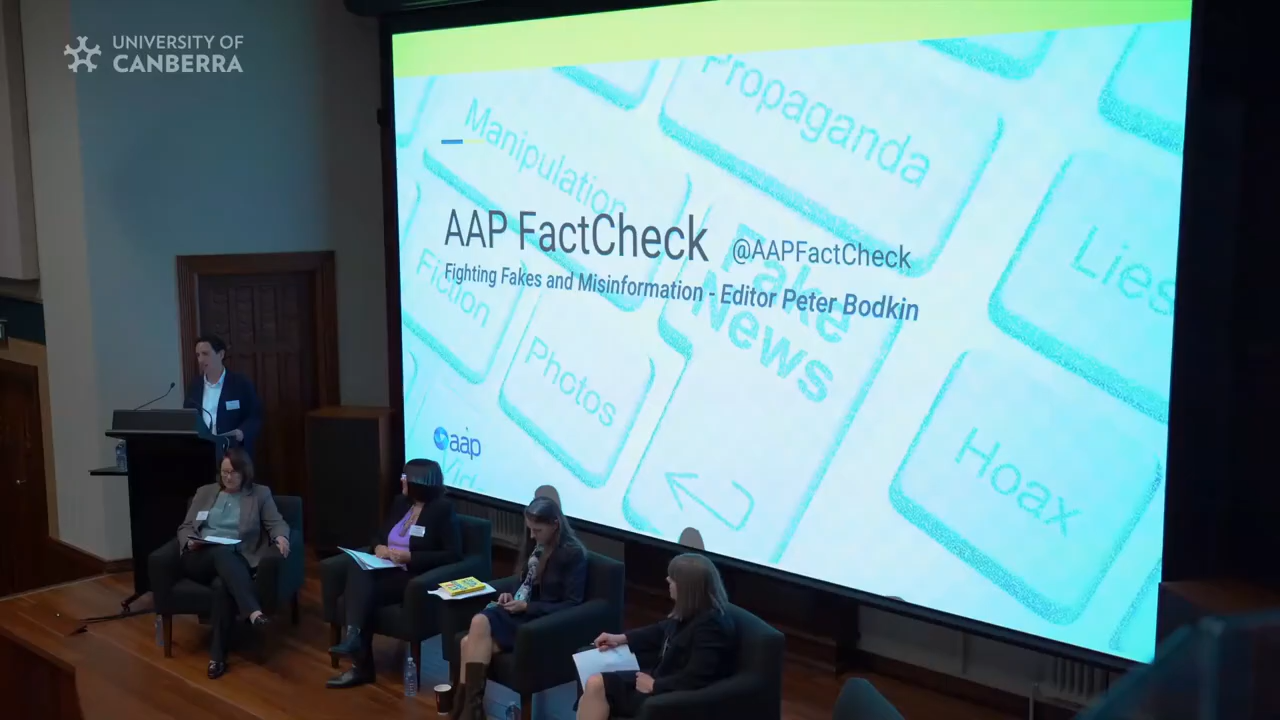 UNIVERSITY OF
CANBERRA
Propaganda
Manipulation
Lies
AAP FactCheck @AAPFactCheck
Fighting Fakes and Misinformation - Editor Peter Bodkin
Fiction
Fake
News
Photos
Hoax
aap